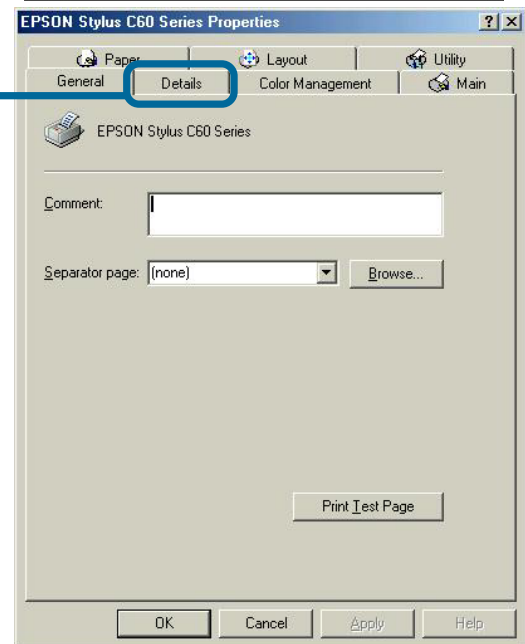 EPSON Stylus C60 Series Properties
? X
Paper Layout Utility
General Details Color Management Main
EPSON Stylus C60 Series
Comment:
Separator page: (none) Browse...
Print Test Page
OK Cancel Apply Help